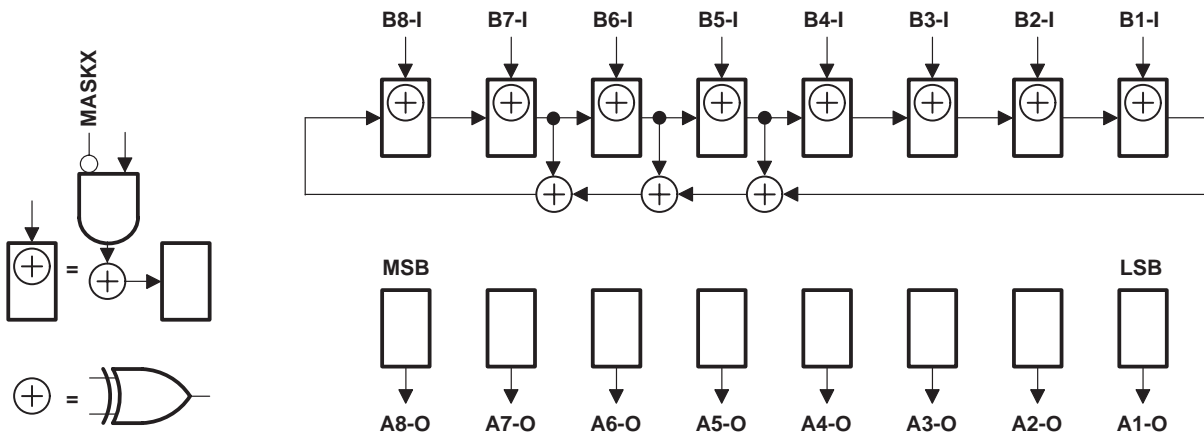 B8-I B7-I B6-I B5-I B4-I B3-I B2-I B1-I
MASKX
=
MSB LSB
=
A8-O A7-O A6-O A5-O A4-O A3-O A2-O A1-O